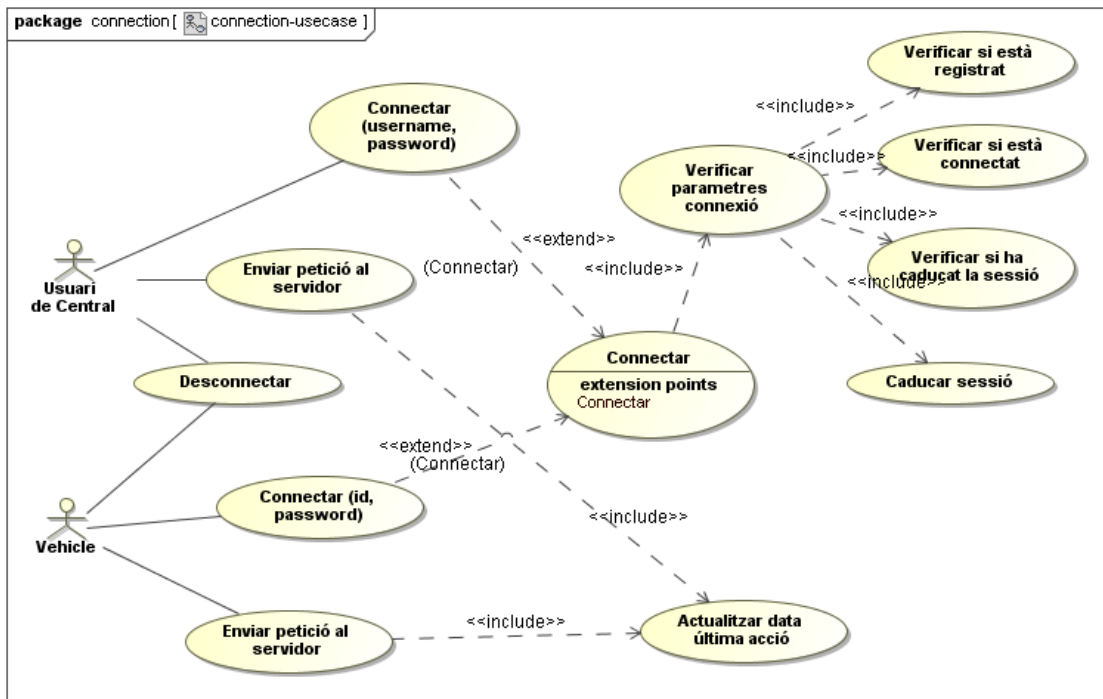 package connection [ connection-usecase ]
Verificar si està
registrat
<<include>>
Connectar
(username,
password)
Verificar si està
connectat
<<include>>
Verificar
parametres
connexió
<<include>>
Verificar si ha
caducat la sessió
<<extend>>
(Connectar)
<<include>>
<<include>>
Usuari
de Central
Enviar petició al
servidor
Connectar
extension points
Connectar
Desconnectar
Caducar sessió
<<extend>>
(Connectar)
Connectar (id,
password)
<<include>>
Vehicle
Enviar petició al
servidor
<<include>>
Actualitzar data
última acció